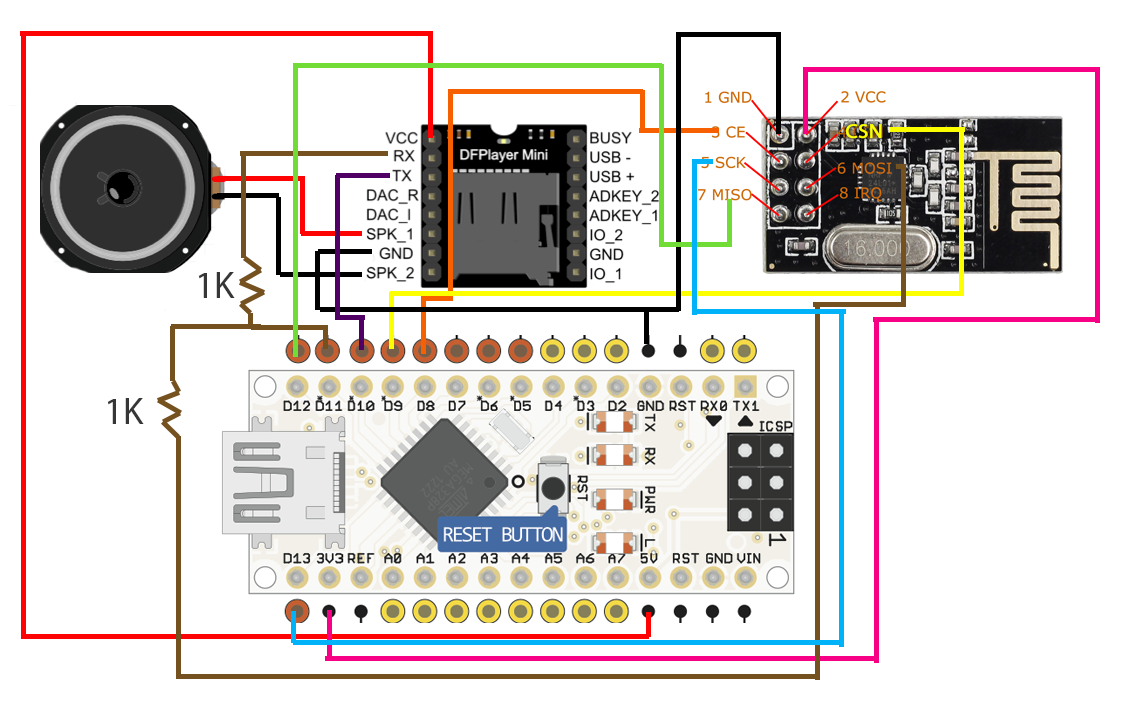 1 GND
2 VCC
3 CE
CSN
5 SCK
6 MOSI
7 MISO
8 IRQ
16.000
DFPlayer Mini
VCC
RX
TX
DAC_R
DAC_I
SPK_1
GND
SPK_2
BUSY
USB -
USB +
ADKEY_2
ADKEY_1
IO_2
GND
IO_1
1K
1K
D12 *D11 *D10 *D9 D8 D7 *D6 *D5 D4 *D3 D2 GND RST RX0 TX1
TX
RX
PWR
L
ICSP
1
RST
RESET BUTTON
D13 3V3 REF A0 A1 A2 A3 A4 A5 A6 A7 5V RST GND VIN